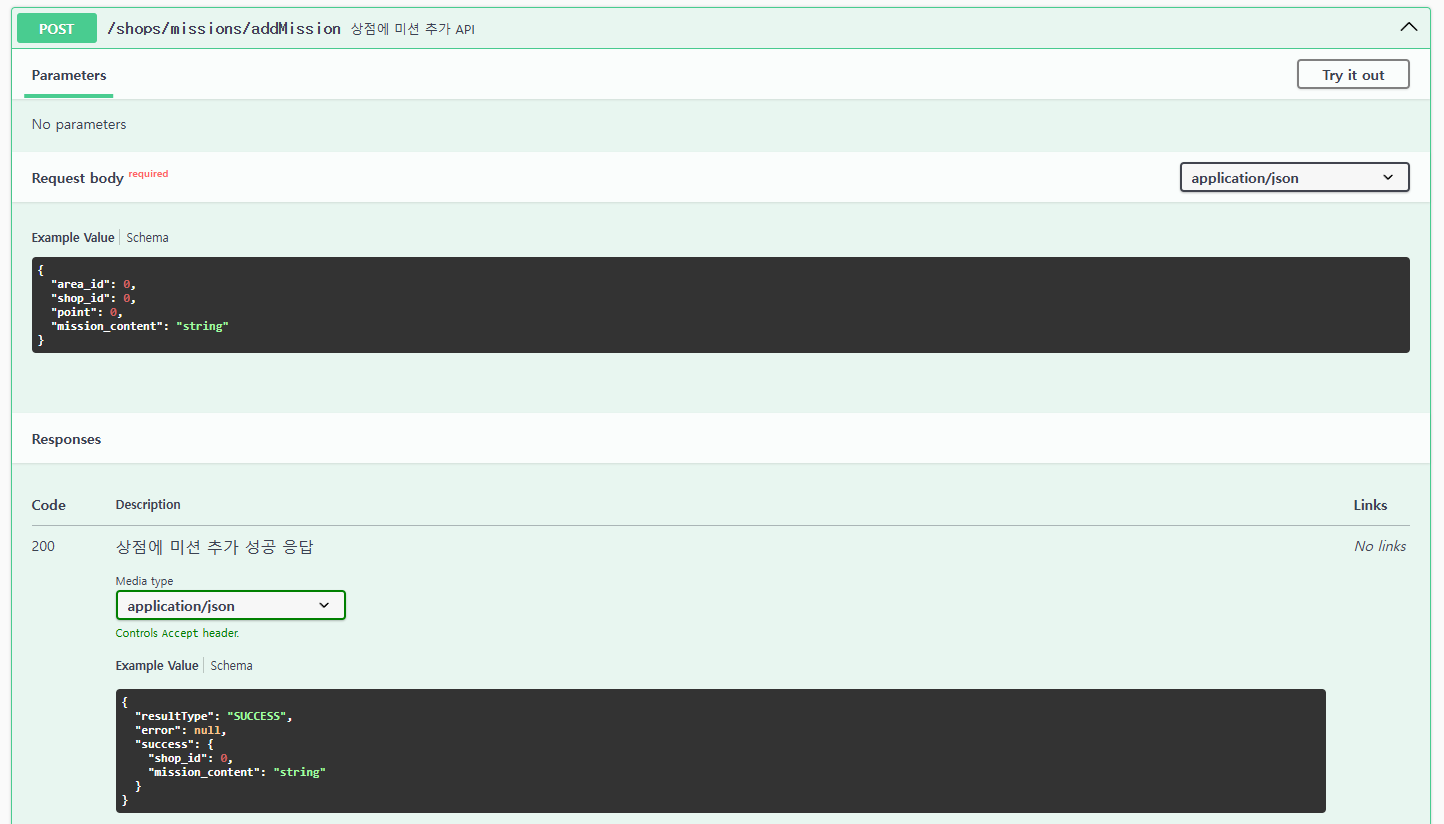 POST /shops/missions/addMission 상점에 미션 추가 API
Parameters Try it out
No parameters
Request body required application/json
Example Value Schema
{
"area_id": 0,
"shop_id": 0,
"point": 0,
"mission_content": "string"
}
Responses
Code Description Links
200 상점에 미션 추가 성공 응답 No links
Media type
application/json
Controls Accept header.
Example Value Schema
{
"resultType": "SUCCESS",
"error": null,
"success": {
"shop_id": 0,
"mission_content": "string"
}
}